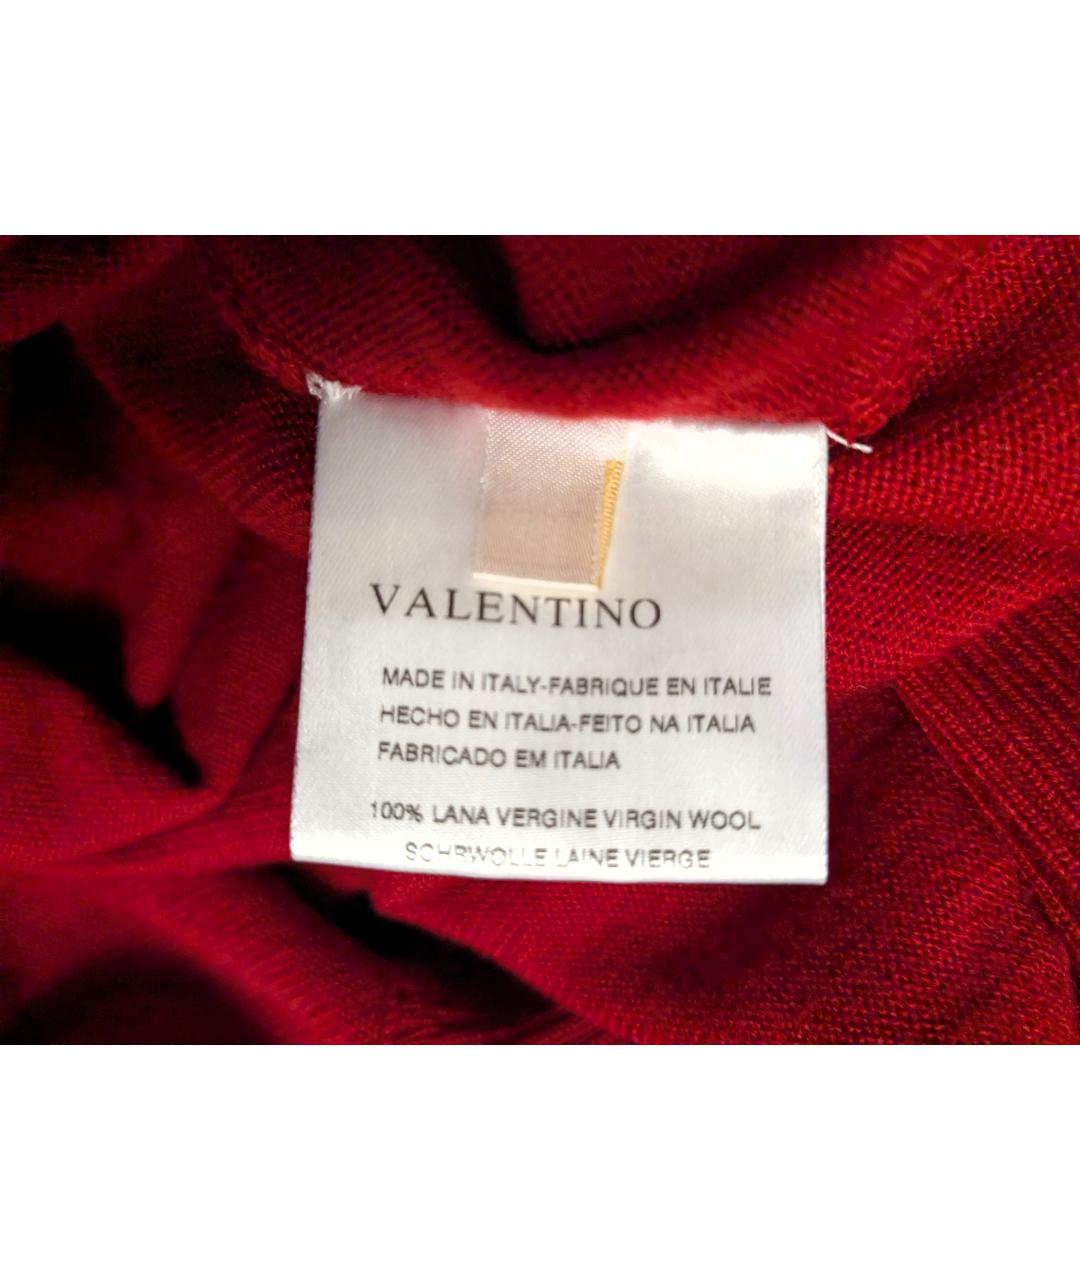 VALENTINO
MADE IN ITALY-FABRIQUE EN ITALIE
HECHO EN ITALIA-FEITO NA ITALIA
FABRICADO EM ITALIA
100% LANA VERGINE VIRGIN WOOL
LAINE VIERGE